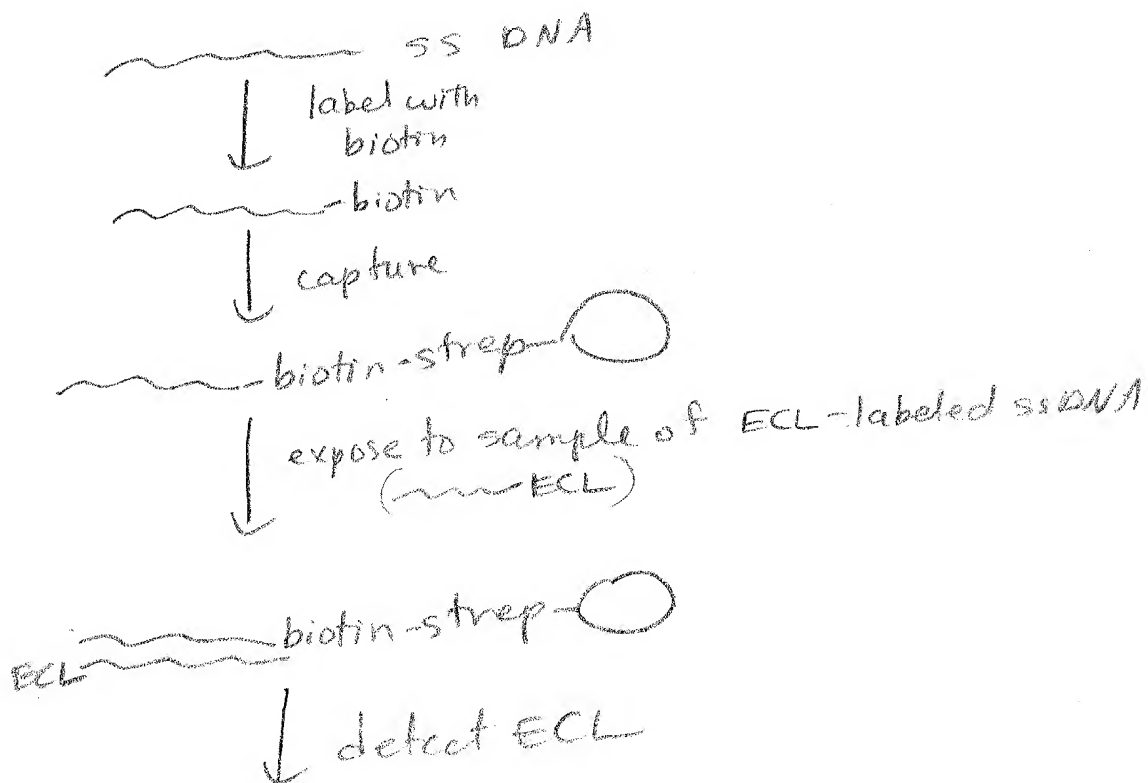 ss DNA
label with
biotin
-biotin
capture
-biotin-strep-
expose to sample of ECL-labeled ssDNA
(~~~ ECL)
biotin-strep-
ECL
detect ECL